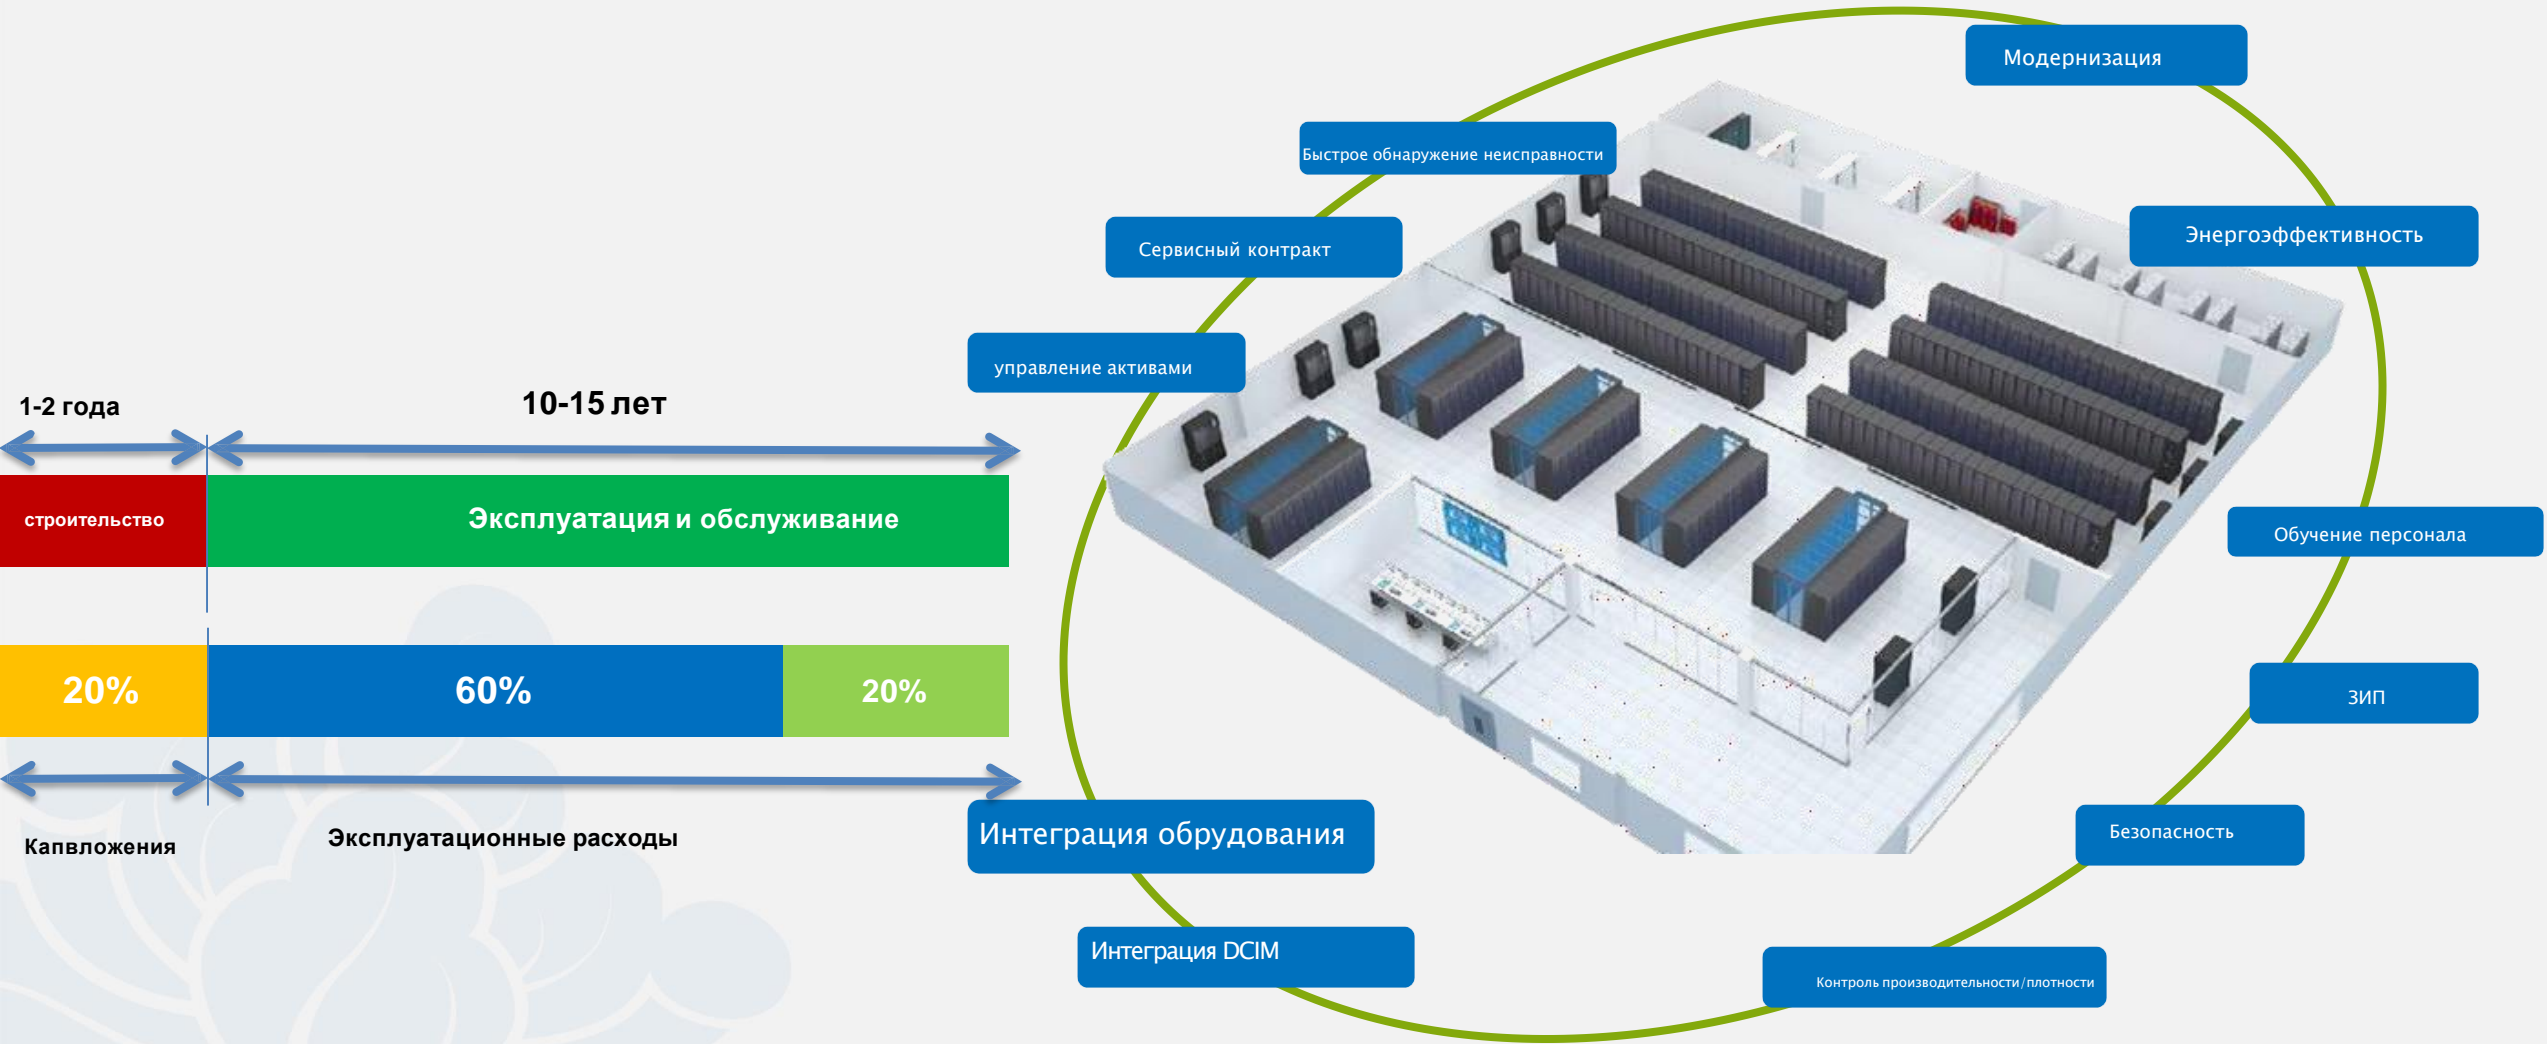 1-2 года
10-15 лет
строительство
Эксплуатация и обслуживание
20%
60%
20%
Капвложения
Эксплуатационные расходы
Модернизация
Быстрое обнаружение неисправности
Энергоэффективность
Сервисный контракт
управление активами
Обучение персонала
ЗИП
Интеграция обрудования
Безопасность
Интеграция DCIM
Контроль производительности/плотности